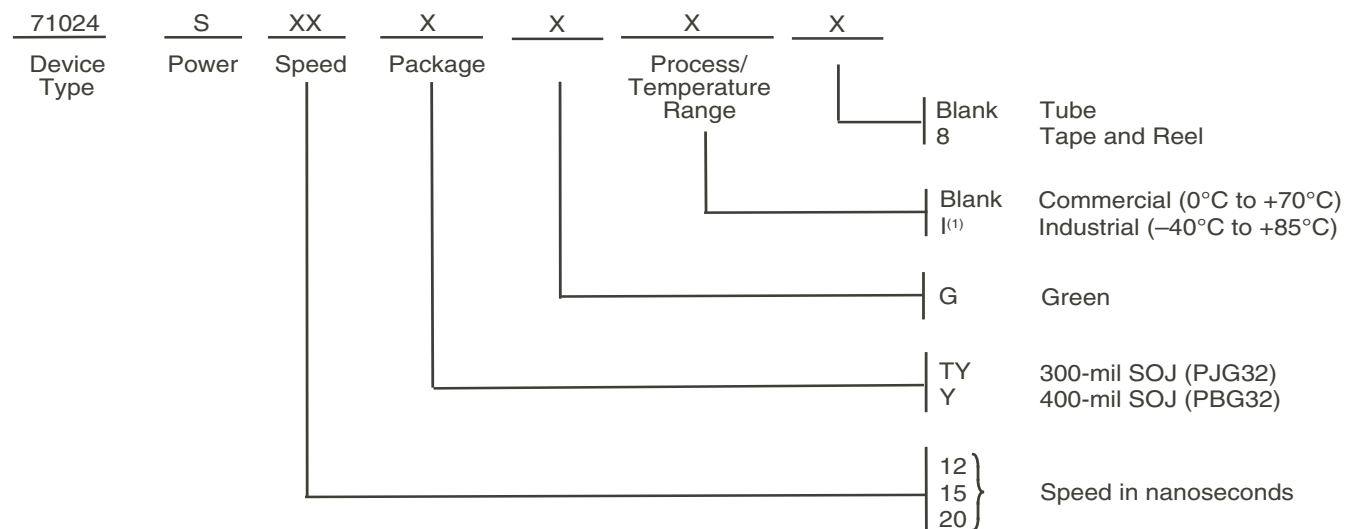 71024 S XX X X X X
Device Type Power Speed Package Process/ Temperature Range
Blank Tube
8 Tape and Reel
Blank Commercial (0°C to +70°C)
I(1) Industrial (–40°C to +85°C)
G Green
TY 300-mil SOJ (PJG32)
Y 400-mil SOJ (PBG32)
12
15 Speed in nanoseconds
20